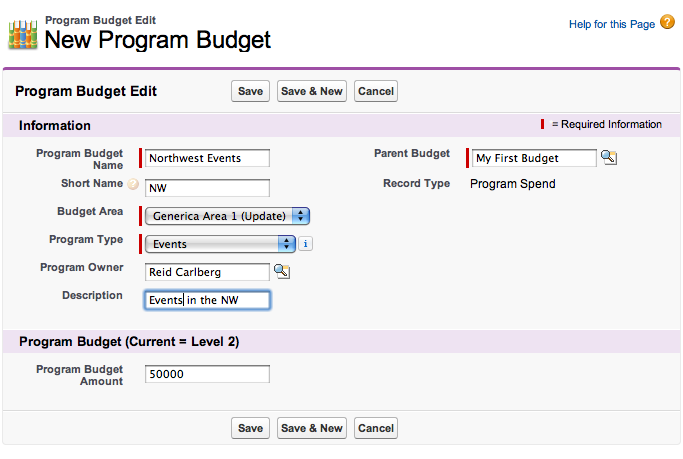 Program Budget Edit
New Program Budget
Help for this Page ?
Program Budget Edit Save Save & New Cancel
Information = Required Information
Program Budget Name Northwest Events Parent Budget My First Budget
Short Name ? NW Record Type Program Spend
Budget Area Generica Area 1 (Update)
Program Type Events i
Program Owner Reid Carlberg
Description Events in the NW
Program Budget (Current = Level 2)
Program Budget Amount 50000
Save Save & New Cancel